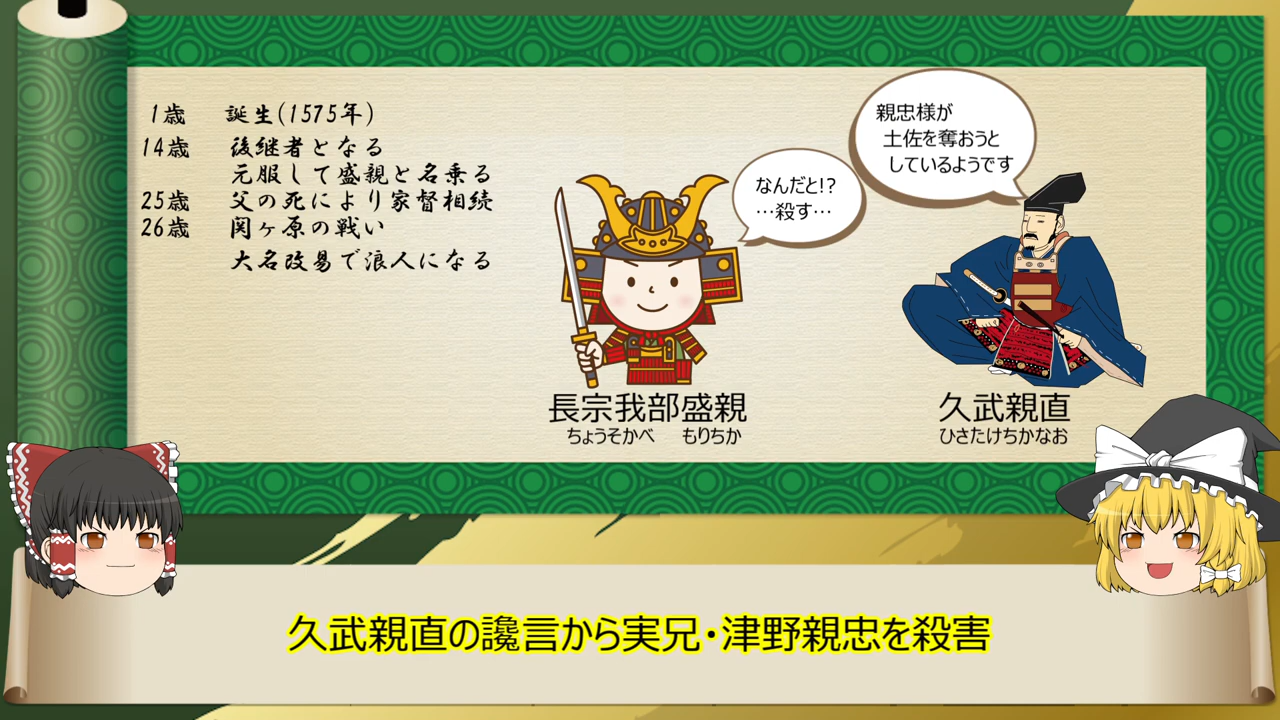 1歳 誕生(1575年)
14歳 後継者となる
元服して盛親と名乗る
25歳 父の死により家督相続
26歳 関ヶ原の戦い
大名改易で浪人になる
親忠様が
土佐を奪おうと
しているようです
なんだと!?
…殺す…
長宗我部盛親
ちょうそかべ もりちか
久武親直
ひさたけちかなお
久武親直の讒言から実兄・津野親忠を殺害